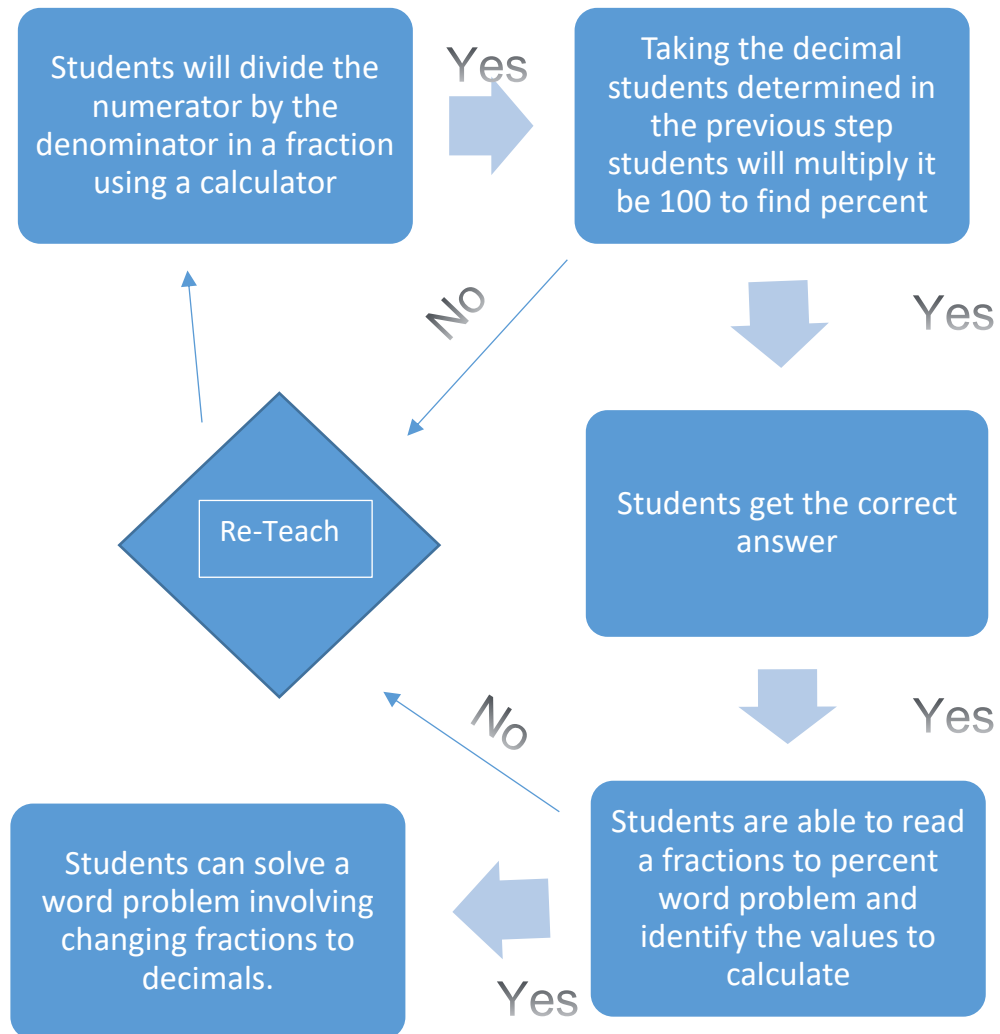 Students will divide the
numerator by the
denominator in a fraction
using a calculator
Yes
Taking the decimal
students determined in
the previous step
students will multiply it
be 100 to find percent
No
Yes
Students get the correct
answer
Re-Teach
Yes
No
Students are able to read
a fractions to percent
word problem and
identify the values to
calculate
Yes
Students can solve a
word problem involving
changing fractions to
decimals.